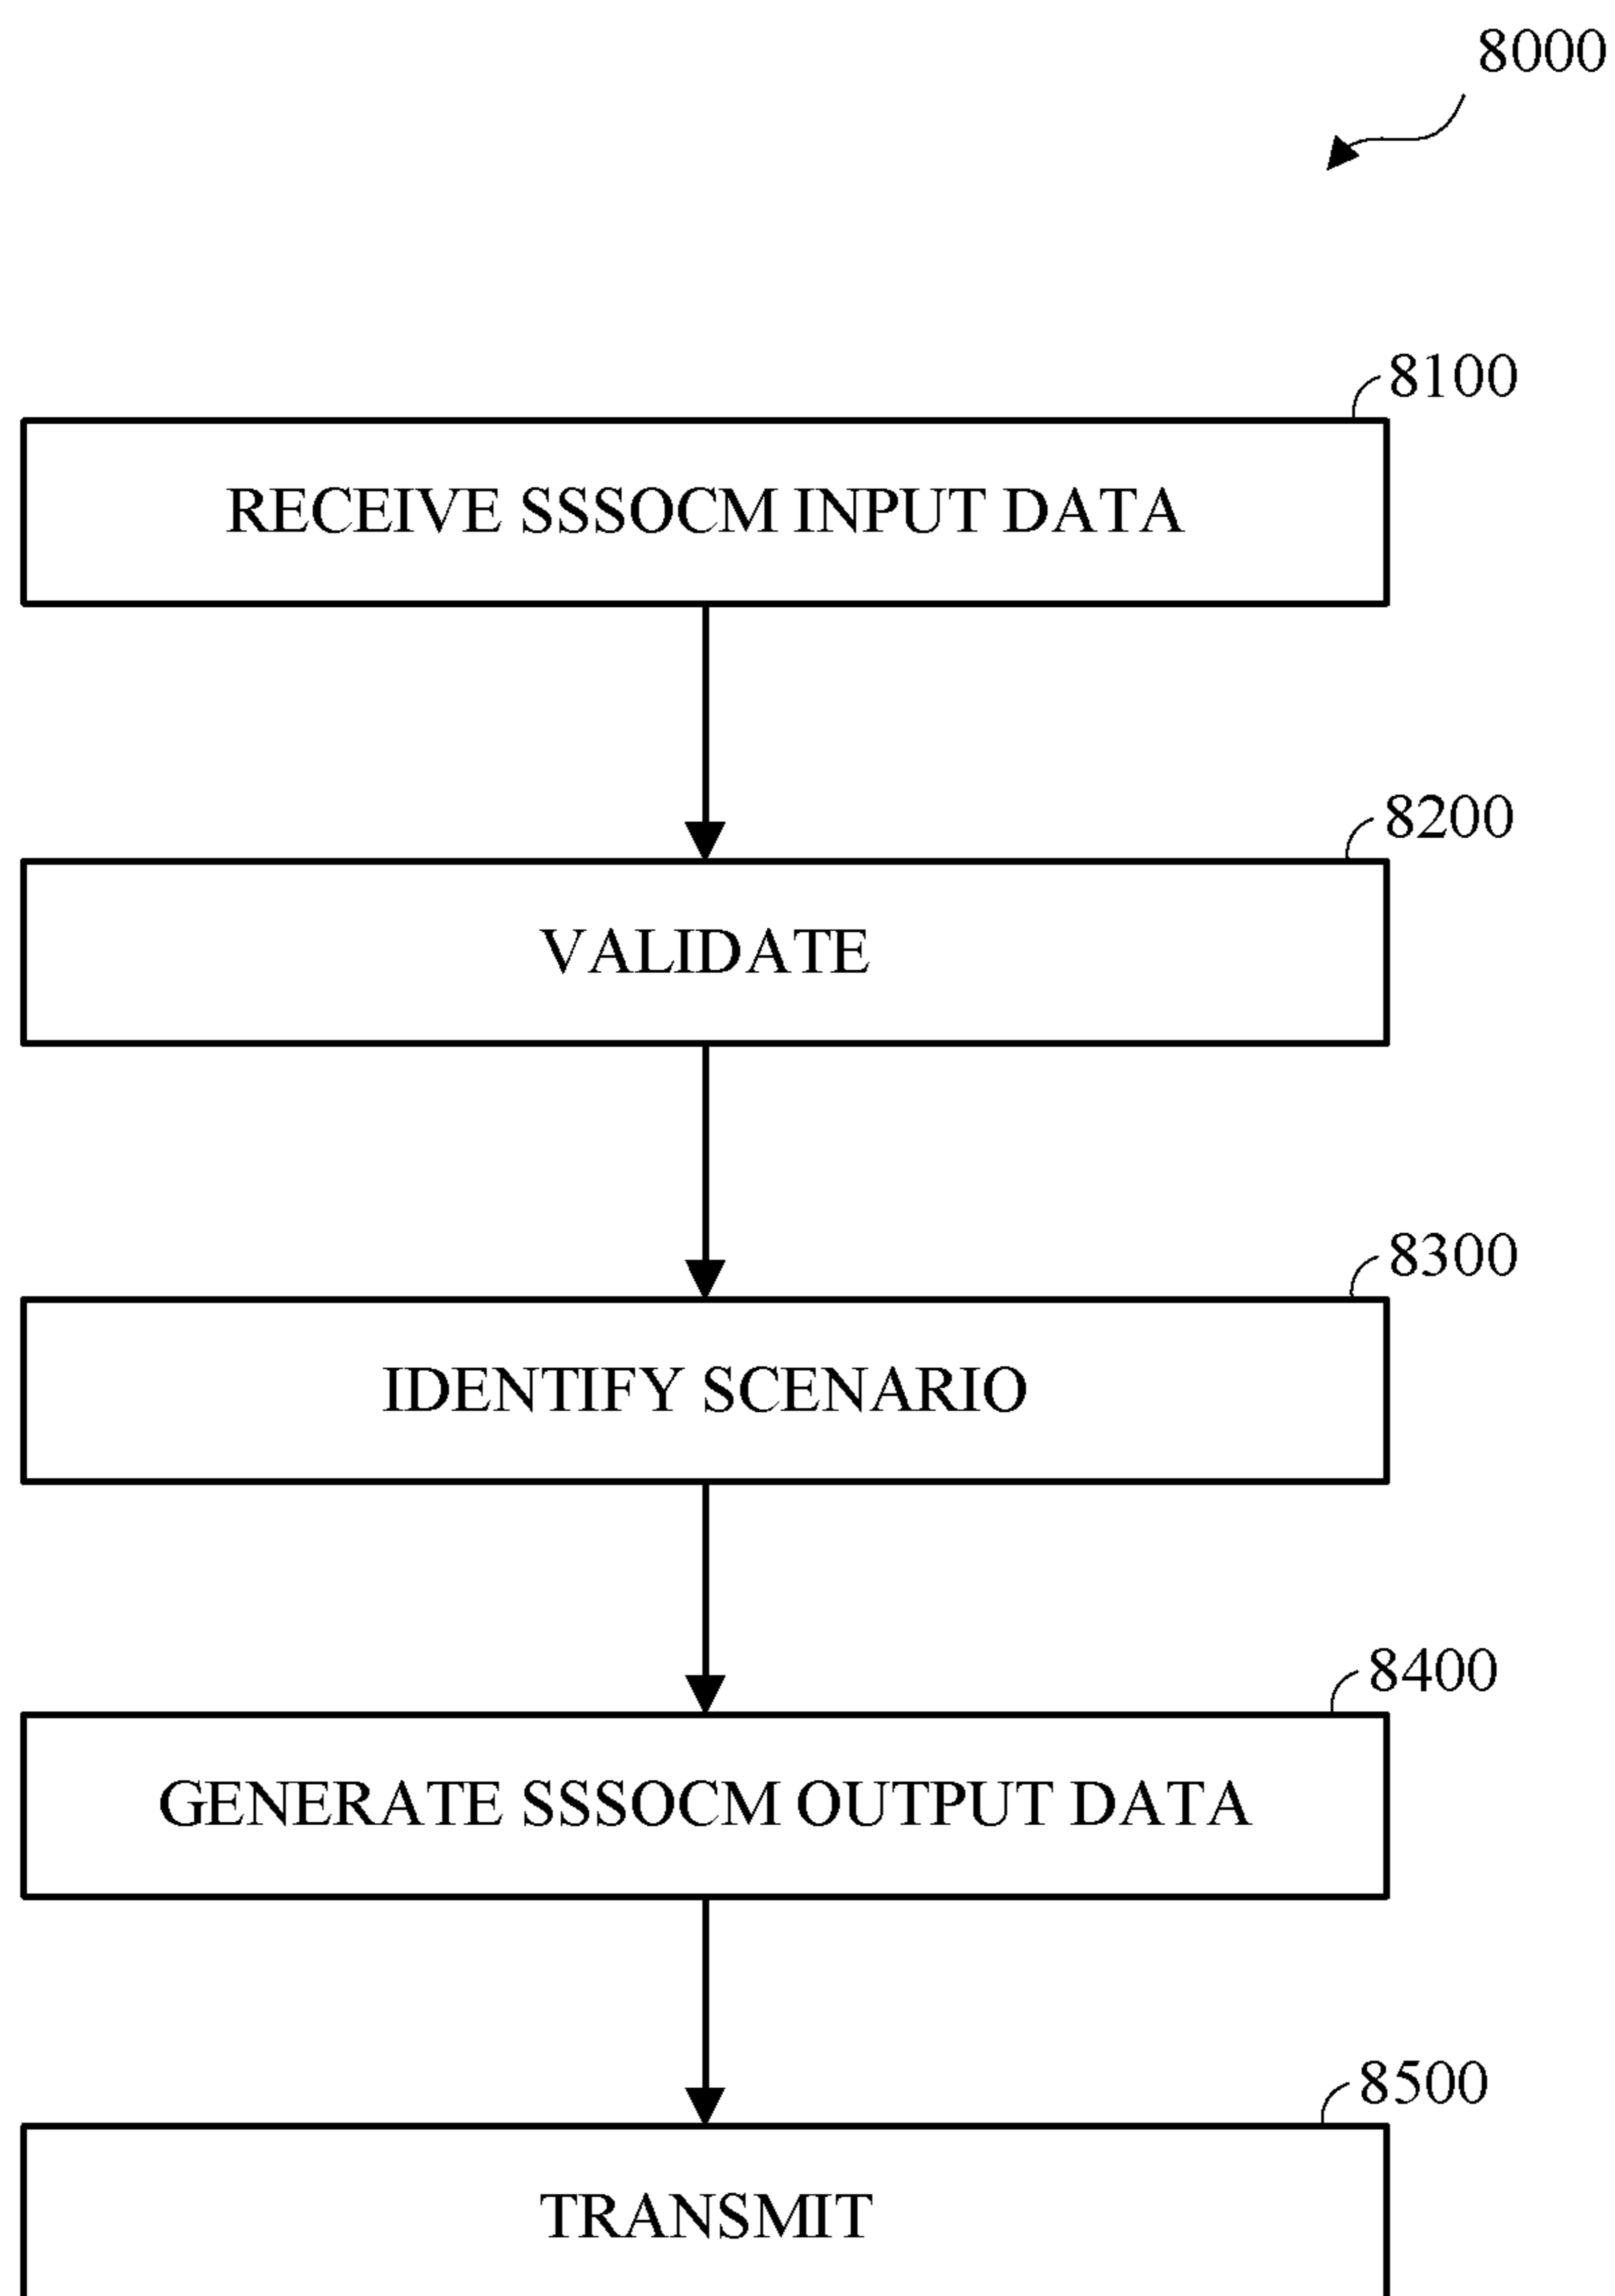 8000
8100
RECEIVE SSSOCM INPUT DATA
8200
VALIDATE
8300
IDENTIFY SCENARIO
8400
GENERATE SSSOCM OUTPUT DATA
8500
TRANSMIT